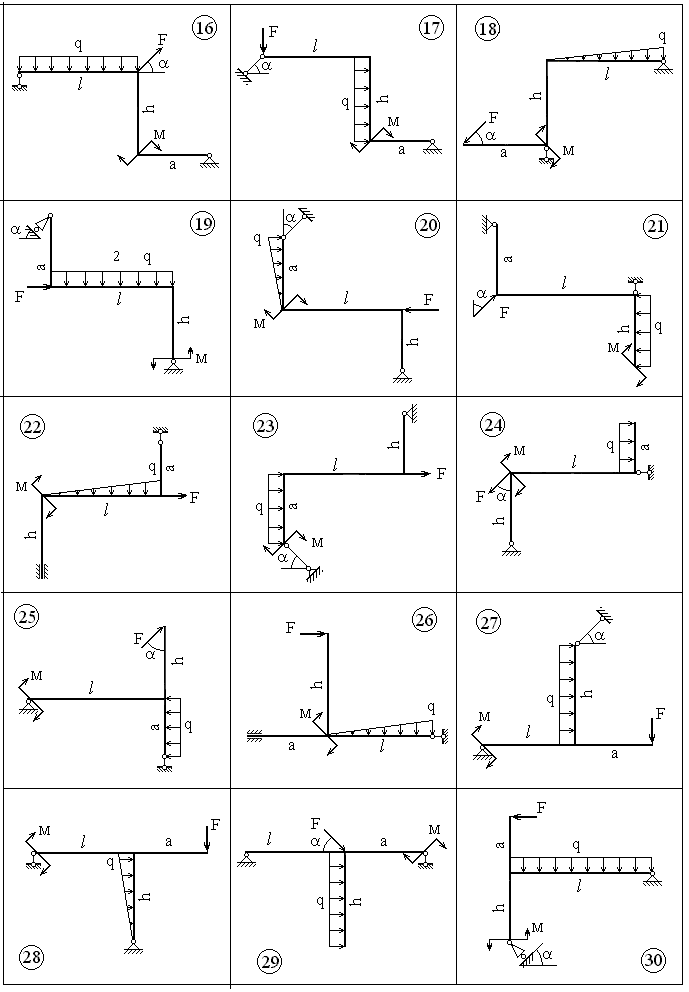 16 q F α l h M a
17 F l α q h M a
18 q h F α a M
19 α a 2 q F l h M
20 α q a l F M h
21 a l α F h q M
22 q a M l F h
23 h l F q a M α
24 M q a l F α h
25 F α h M l a q
26 F h M q a l
27 α q h M l F a
28 M l a F q h
29 l F α a M q h
30 F a q l h M α